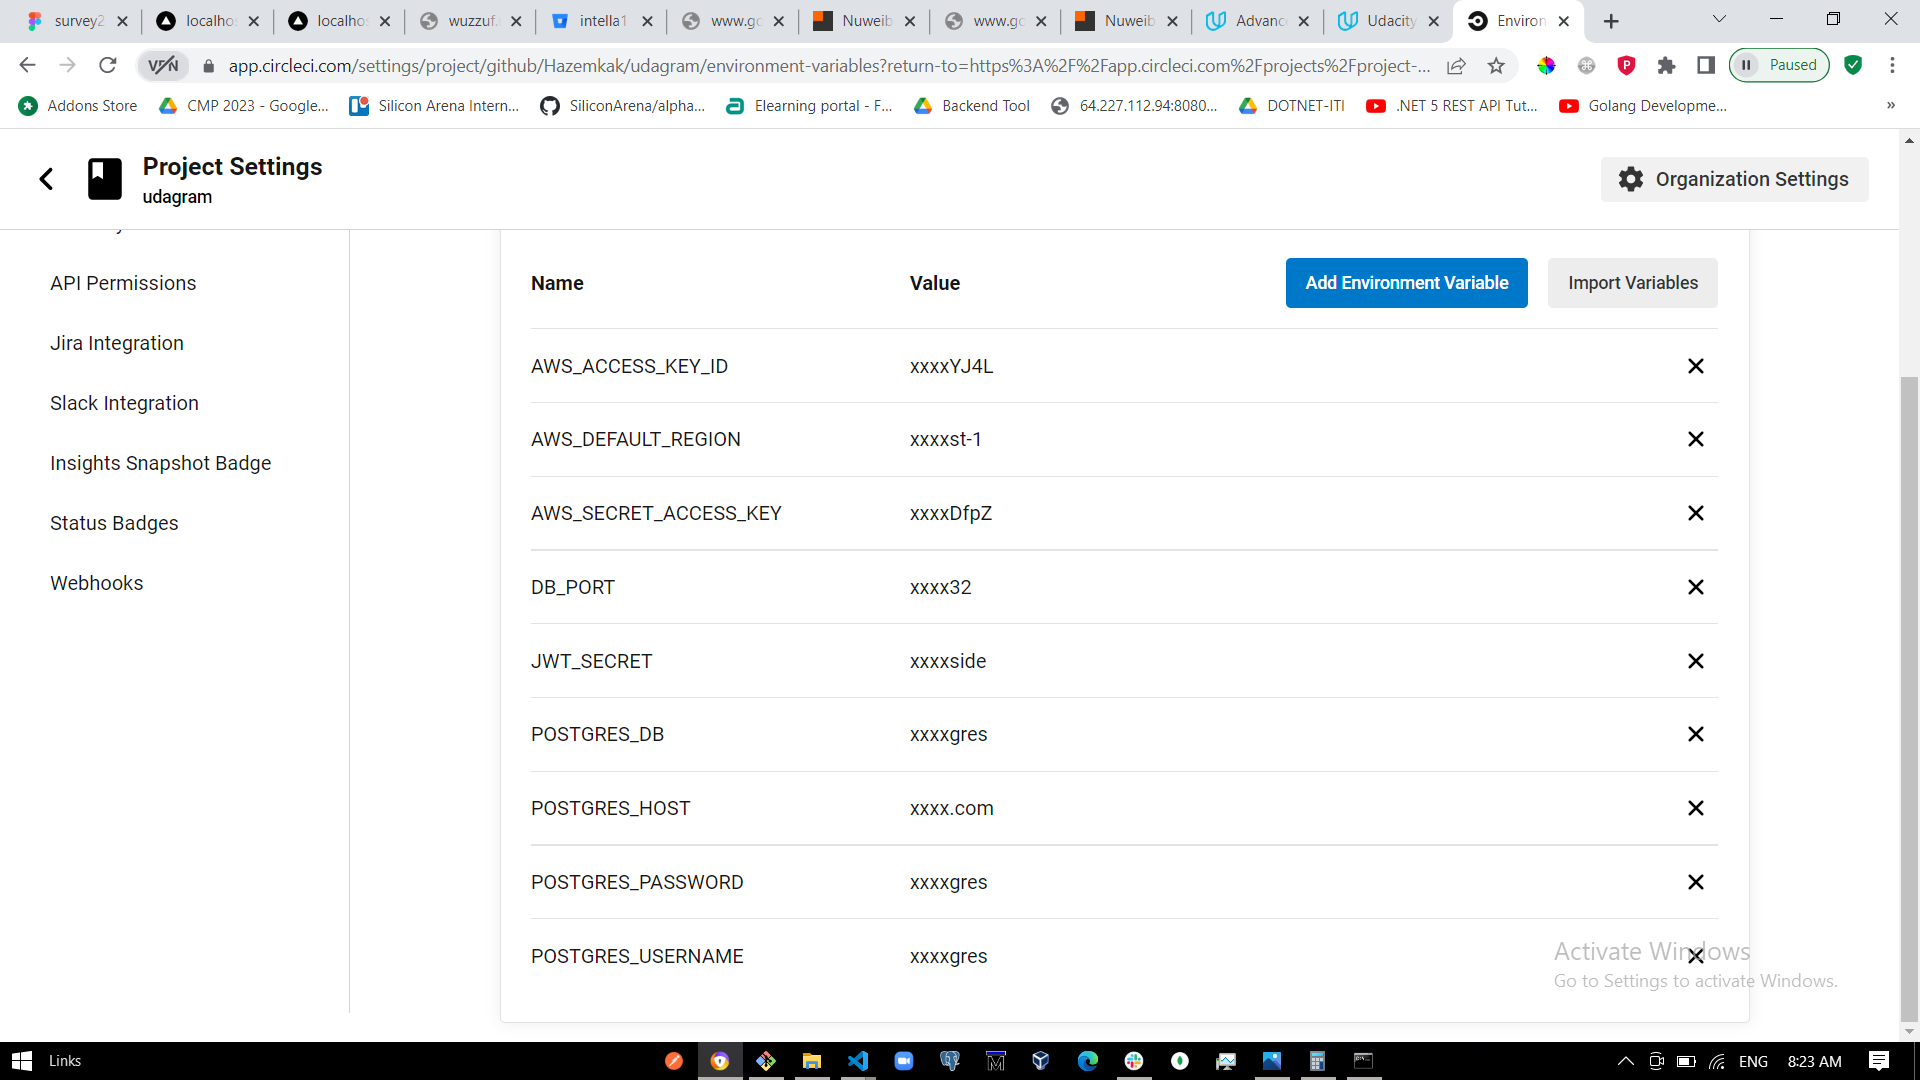 survey2
localhos
localhos
wuzzuf.
intella1
www.go
Nuweib
www.go
Nuweib
Advanc
Udacity
Environ
VPN
app.circleci.com/settings/project/github/Hazemkak/udagram/environment-variables?return-to=https%3A%2F%2Fapp.circleci.com%2Fprojects%2Fproject-...
Paused
Addons Store
CMP 2023 - Google...
Silicon Arena Intern...
SiliconArena/alpha...
Elearning portal - F...
Backend Tool
64.227.112.94:8080...
DOTNET-ITI
.NET 5 REST API Tut...
Golang Developme...
»
Project Settings
udagram
Organization Settings
API Permissions
Jira Integration
Slack Integration
Insights Snapshot Badge
Status Badges
Webhooks
Name Value
Add Environment Variable
Import Variables
AWS_ACCESS_KEY_ID xxxxYJ4L
AWS_DEFAULT_REGION xxxxst-1
AWS_SECRET_ACCESS_KEY xxxxDfpZ
DB_PORT xxxx32
JWT_SECRET xxxxside
POSTGRES_DB xxxxgres
POSTGRES_HOST xxxx.com
POSTGRES_PASSWORD xxxxgres
POSTGRES_USERNAME xxxxgres
Activate Windows
Go to Settings to activate Windows.
Links
ENG
8:23 AM